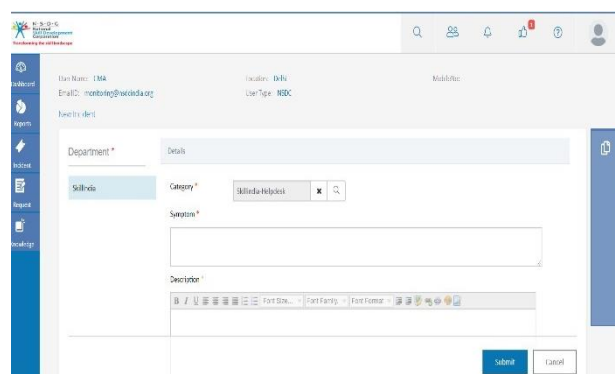 N·S·D·C
National
Skill Development
Corporation
Transforming the skill landscape
1
Dashboard
Reports
Incident
Request
Knowledge
User Name: CMA
Location: Delhi
Mobile No:
Email ID: monitoring@nsdcindia.org
User Type: NSDC
New Incident
Department *
Details
SkillIndia
Category *
SkillIndia-Helpdesk
Symptom *
Description *
B I U Font Size... Font Family. Font Format
Submit
Cancel